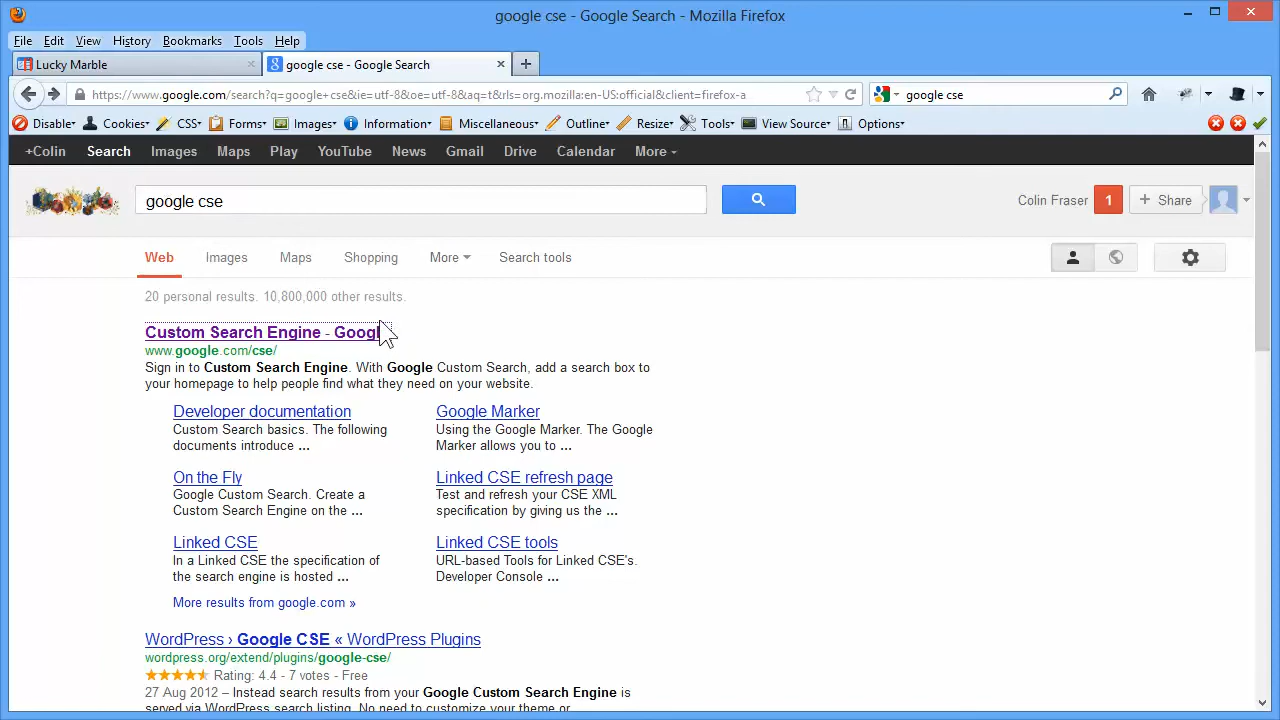 google cse - Google Search - Mozilla Firefox
File Edit View History Bookmarks Tools Help
Lucky Marble
google cse - Google Search
https://www.google.com/search?q=google+cse&ie=utf-8&oe=utf-8&aq=t&rls=org.mozilla:en-US:official&client=firefox-a
google cse
Disable Cookies CSS Forms Images Information Miscellaneous Outline Resize Tools View Source Options
+Colin Search Images Maps Play YouTube News Gmail Drive Calendar More
google cse
Colin Fraser 1 + Share
Web Images Maps Shopping More Search tools
20 personal results. 10,800,000 other results.
Custom Search Engine - Googl
www.google.com/cse/
Sign in to Custom Search Engine. With Google Custom Search, add a search box to
your homepage to help people find what they need on your website.
Developer documentation
Custom Search basics. The following
documents introduce ...
Google Marker
Using the Google Marker. The Google
Marker allows you to ...
On the Fly
Google Custom Search. Create a
Custom Search Engine on the ...
Linked CSE refresh page
Test and refresh your CSE XML
specification by giving us the ...
Linked CSE
In a Linked CSE the specification of
the search engine is hosted ...
Linked CSE tools
URL-based Tools for Linked CSE's.
Developer Console ...
More results from google.com »
WordPress › Google CSE « WordPress Plugins
wordpress.org/extend/plugins/google-cse/
Rating: 4.4 - 7 votes - Free
27 Aug 2012 – Instead search results from your Google Custom Search Engine is
served via WordPress search listing. No need to customize your theme or